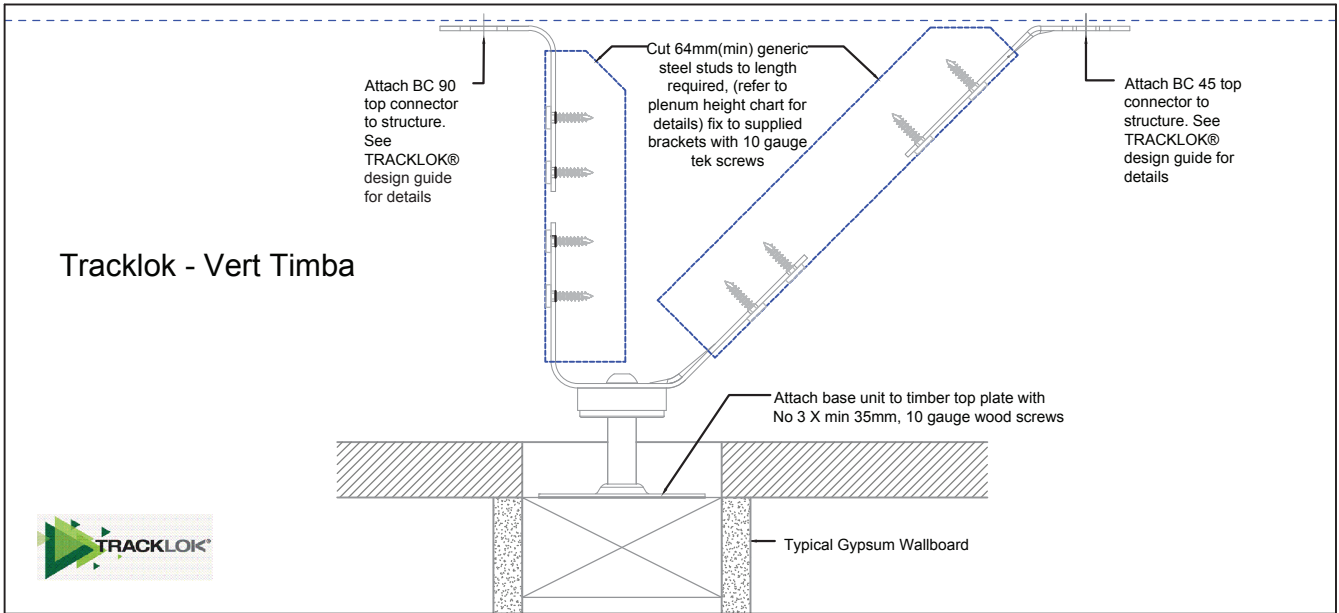 Attach BC 90
top connector
to structure.
See
TRACKLOK®
design guide
for details
Cut 64mm(min) generic
steel studs to length
required, (refer to
plenum height chart for
details) fix to supplied
brackets with 10 gauge
tek screws
Attach BC 45 top
connector to
structure. See
TRACKLOK®
design guide for
details
Tracklok - Vert Timba
Attach base unit to timber top plate with
No 3 X min 35mm, 10 gauge wood screws
Typical Gypsum Wallboard
TRACKLOK®